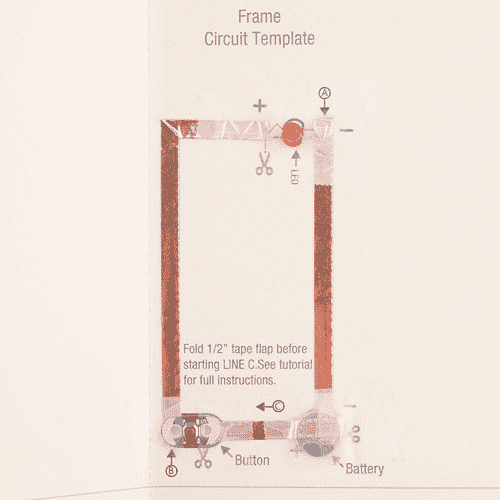 Frame
Circuit Template
A
+
−
LED
Fold 1/2" tape flap before
starting LINE C.See tutorial
for full instructions.
C
−
Button
B
Battery